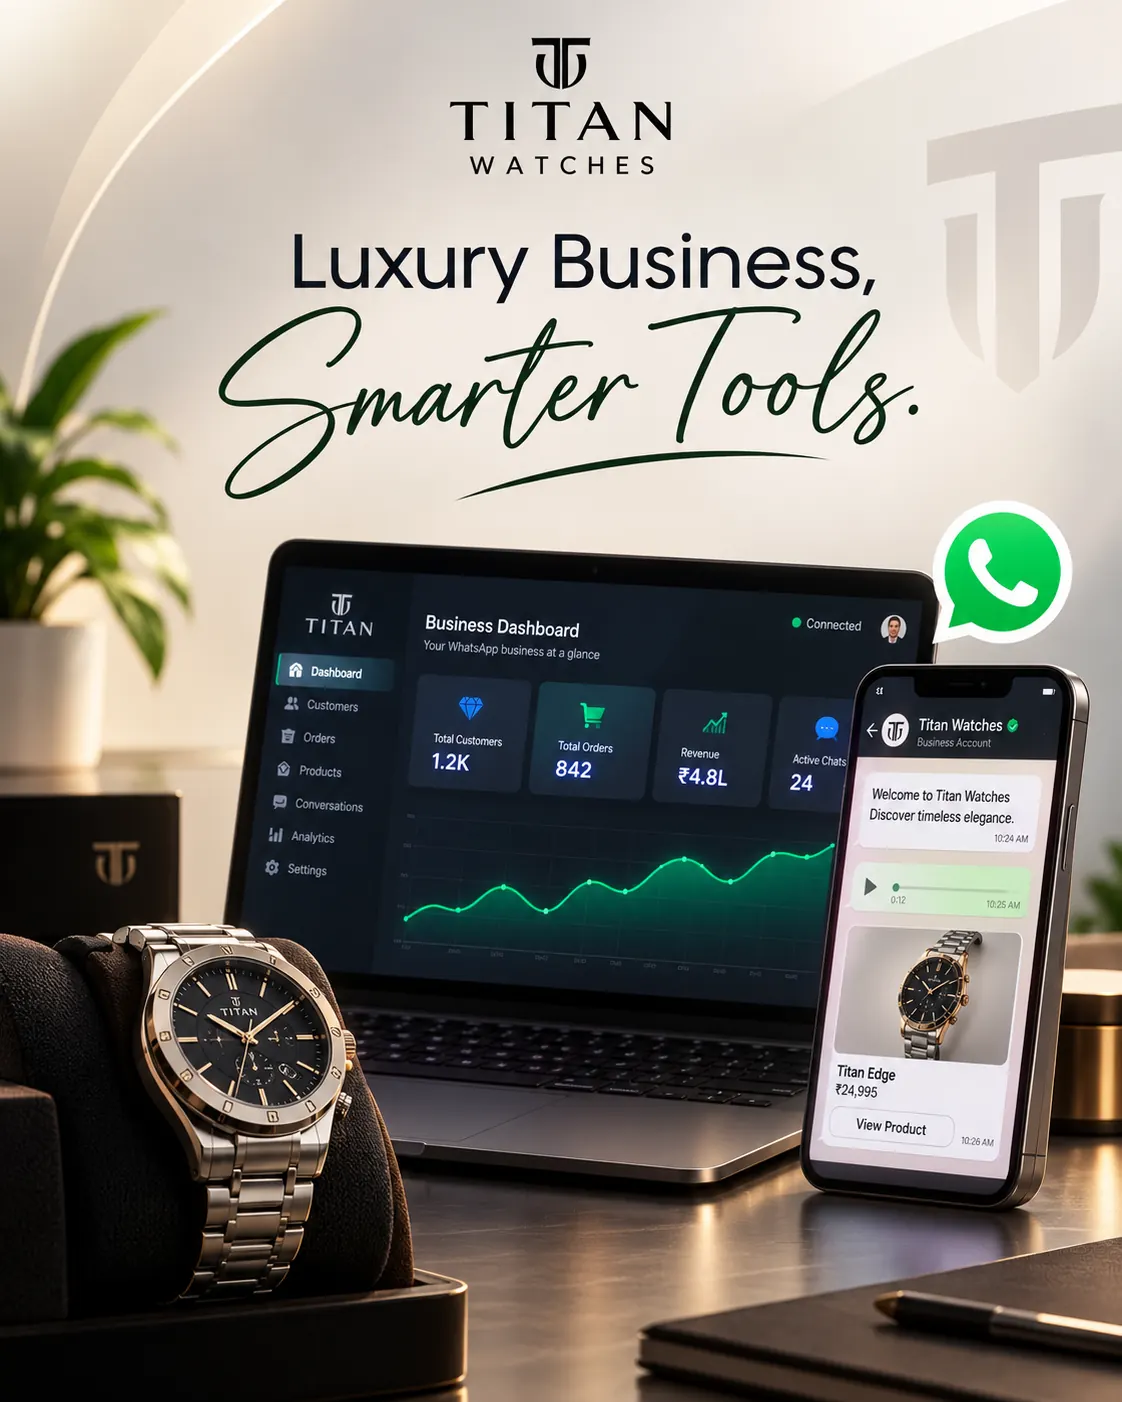 TITAN
WATCHES
Luxury Business,
Smarter Tools.
TITAN
Dashboard
Customers
Orders
Products
Conversations
Analytics
Settings
Business Dashboard
Your WhatsApp business at a glance
Connected
Total Customers
1.2K
Total Orders
842
Revenue
₹4.8L
Active Chats
24
Titan Watches
Business Account
Welcome to Titan Watches
Discover timeless elegance.
10:24 AM
0:12
10:25 AM
Titan Edge
₹24,995
View Product
10:26 AM
TITAN